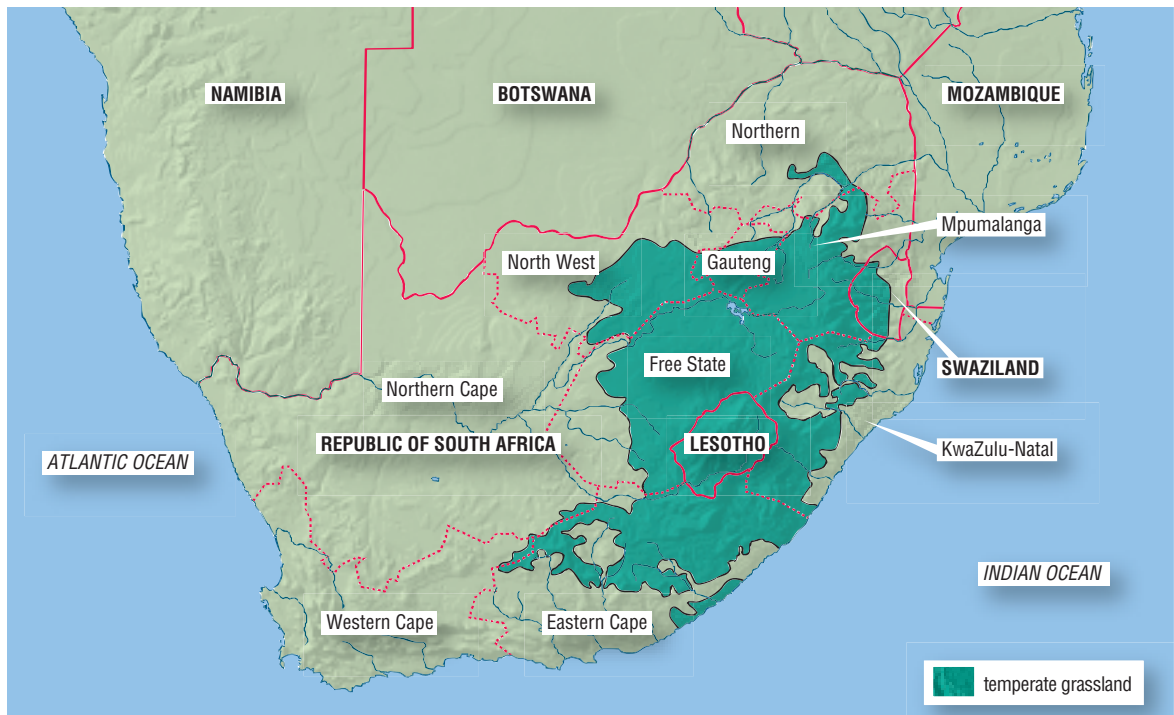 NAMIBIA
BOTSWANA
MOZAMBIQUE
Northern
Mpumalanga
North West
Gauteng
Free State
SWAZILAND
Northern Cape
REPUBLIC OF SOUTH AFRICA
LESOTHO
KwaZulu-Natal
ATLANTIC OCEAN
INDIAN OCEAN
Western Cape
Eastern Cape
temperate grassland